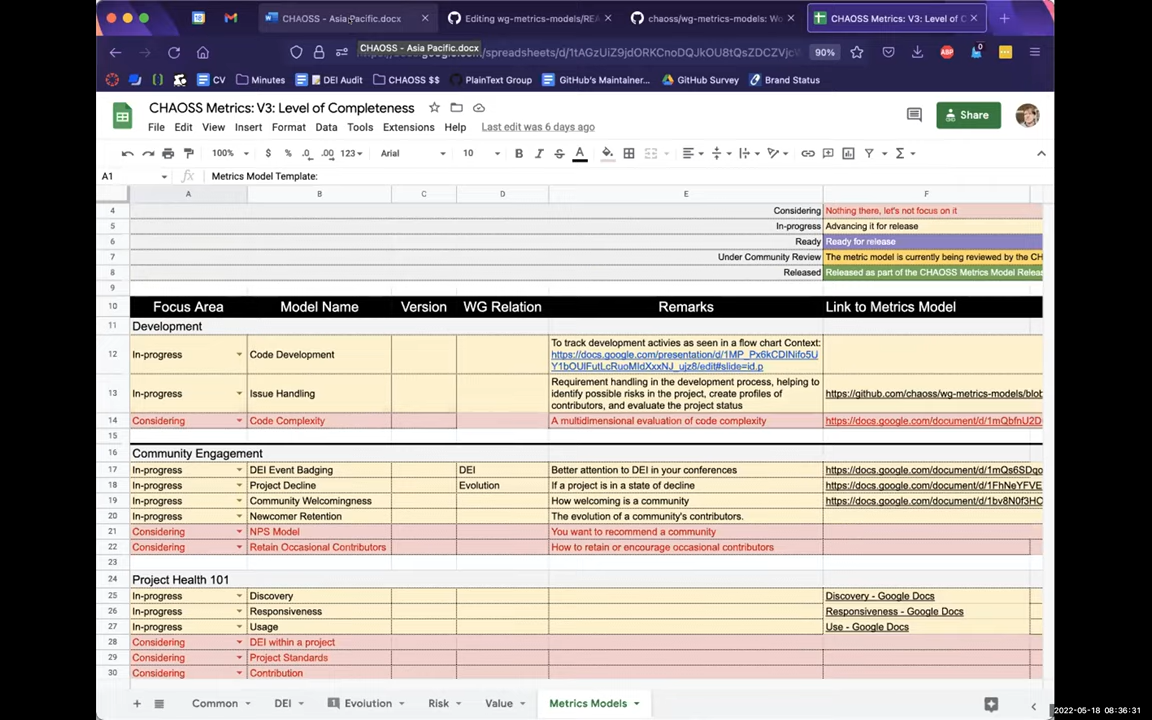 CHAOSS - Asia Pacific.docx
Editing wg-metrics-models/REA
chaoss/wg-metrics-models: Wo
CHAOSS Metrics: V3: Level of C
CHAOSS - Asia Pacific.docx
90%
CV
Minutes
DEI Audit
CHAOSS $$
PlainText Group
GitHub's Maintainer...
GitHub Survey
Brand Status
CHAOSS Metrics: V3: Level of Completeness
File Edit View Insert Format Data Tools Extensions Help Last edit was 6 days ago
Share
100% $ % .0 .00 123 Arial 10 B I S A
A1 fx Metrics Model Template:
A B C D E F
4 Considering Nothing there, let's not focus on it
5 In-progress Advancing it for release
6 Ready Ready for release
7 Under Community Review The metric model is currently being reviewed by the CH
8 Released Released as part of the CHAOSS Metrics Model Relea
9
10 Focus Area Model Name Version WG Relation Remarks Link to Metrics Model
11 Development
12 In-progress Code Development To track development activies as seen in a flow chart Context:
https://docs.google.com/presentation/d/1MP_Px6kCDINifo5U
Y1bOUlFutLcRuoMIdXxxNJ_ujz8/edit#slide=id.p
13 In-progress Issue Handling Requirement handling in the development process, helping to
identify possible risks in the project, create profiles of
contributors, and evaluate the project status
https://github.com/chaoss/wg-metrics-models/blob
14 Considering Code Complexity A multidimensional evaluation of code complexity https://docs.google.com/document/d/1mQbfnU2D
15
16 Community Engagement
17 In-progress DEI Event Badging DEI Better attention to DEI in your conferences https://docs.google.com/document/d/1mQs6SDqo
18 In-progress Project Decline Evolution If a project is in a state of decline https://docs.google.com/document/d/1FhNeYFVE
19 In-progress Community Welcomingness How welcoming is a community https://docs.google.com/document/d/1bv8N0f3HC
20 In-progress Newcomer Retention The evolution of a community's contributors.
21 Considering NPS Model You want to recommend a community
22 Considering Retain Occasional Contributors How to retain or encourage occasional contributors
23
24 Project Health 101
25 In-progress Discovery Discovery - Google Docs
26 In-progress Responsiveness Responsiveness - Google Docs
27 In-progress Usage Use - Google Docs
28 Considering DEI within a project
29 Considering Project Standards
30 Considering Contribution
Common DEI 1 Evolution Risk Value Metrics Models
2022-05-18 08:36:31